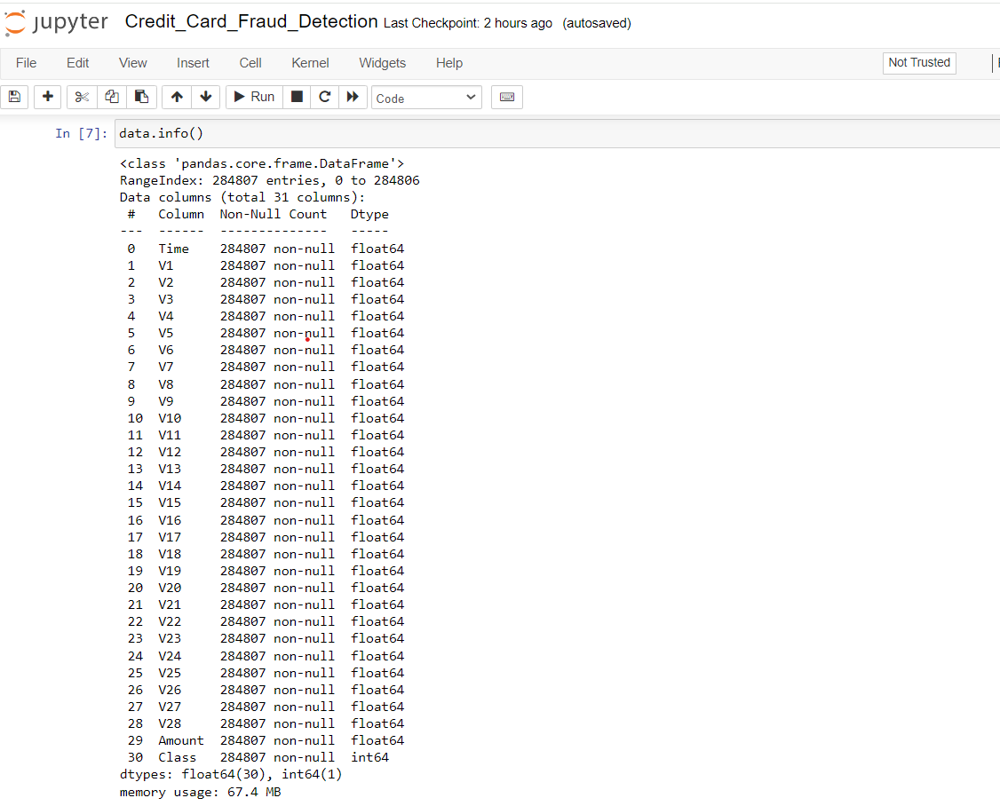 jupyter Credit_Card_Fraud_Detection Last Checkpoint: 2 hours ago (autosaved)
File Edit View Insert Cell Kernel Widgets Help Not Trusted
Run Code
In [7]: data.info()
<class 'pandas.core.frame.DataFrame'>
RangeIndex: 284807 entries, 0 to 284806
Data columns (total 31 columns):
# Column Non-Null Count Dtype
--- ------ -------------- -----
0 Time 284807 non-null float64
1 V1 284807 non-null float64
2 V2 284807 non-null float64
3 V3 284807 non-null float64
4 V4 284807 non-null float64
5 V5 284807 non-null float64
6 V6 284807 non-null float64
7 V7 284807 non-null float64
8 V8 284807 non-null float64
9 V9 284807 non-null float64
10 V10 284807 non-null float64
11 V11 284807 non-null float64
12 V12 284807 non-null float64
13 V13 284807 non-null float64
14 V14 284807 non-null float64
15 V15 284807 non-null float64
16 V16 284807 non-null float64
17 V17 284807 non-null float64
18 V18 284807 non-null float64
19 V19 284807 non-null float64
20 V20 284807 non-null float64
21 V21 284807 non-null float64
22 V22 284807 non-null float64
23 V23 284807 non-null float64
24 V24 284807 non-null float64
25 V25 284807 non-null float64
26 V26 284807 non-null float64
27 V27 284807 non-null float64
28 V28 284807 non-null float64
29 Amount 284807 non-null float64
30 Class 284807 non-null int64
dtypes: float64(30), int64(1)
memory usage: 67.4 MB